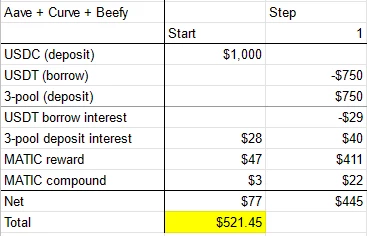 Aave + Curve + Beefy Step
Start 1
USDC (deposit) $1,000
USDT (borrow) -$750
3-pool (deposit) $750
USDT borrow interest -$29
3-pool deposit interest $28 $40
MATIC reward $47 $411
MATIC compound $3 $22
Net $77 $445
Total $521.45